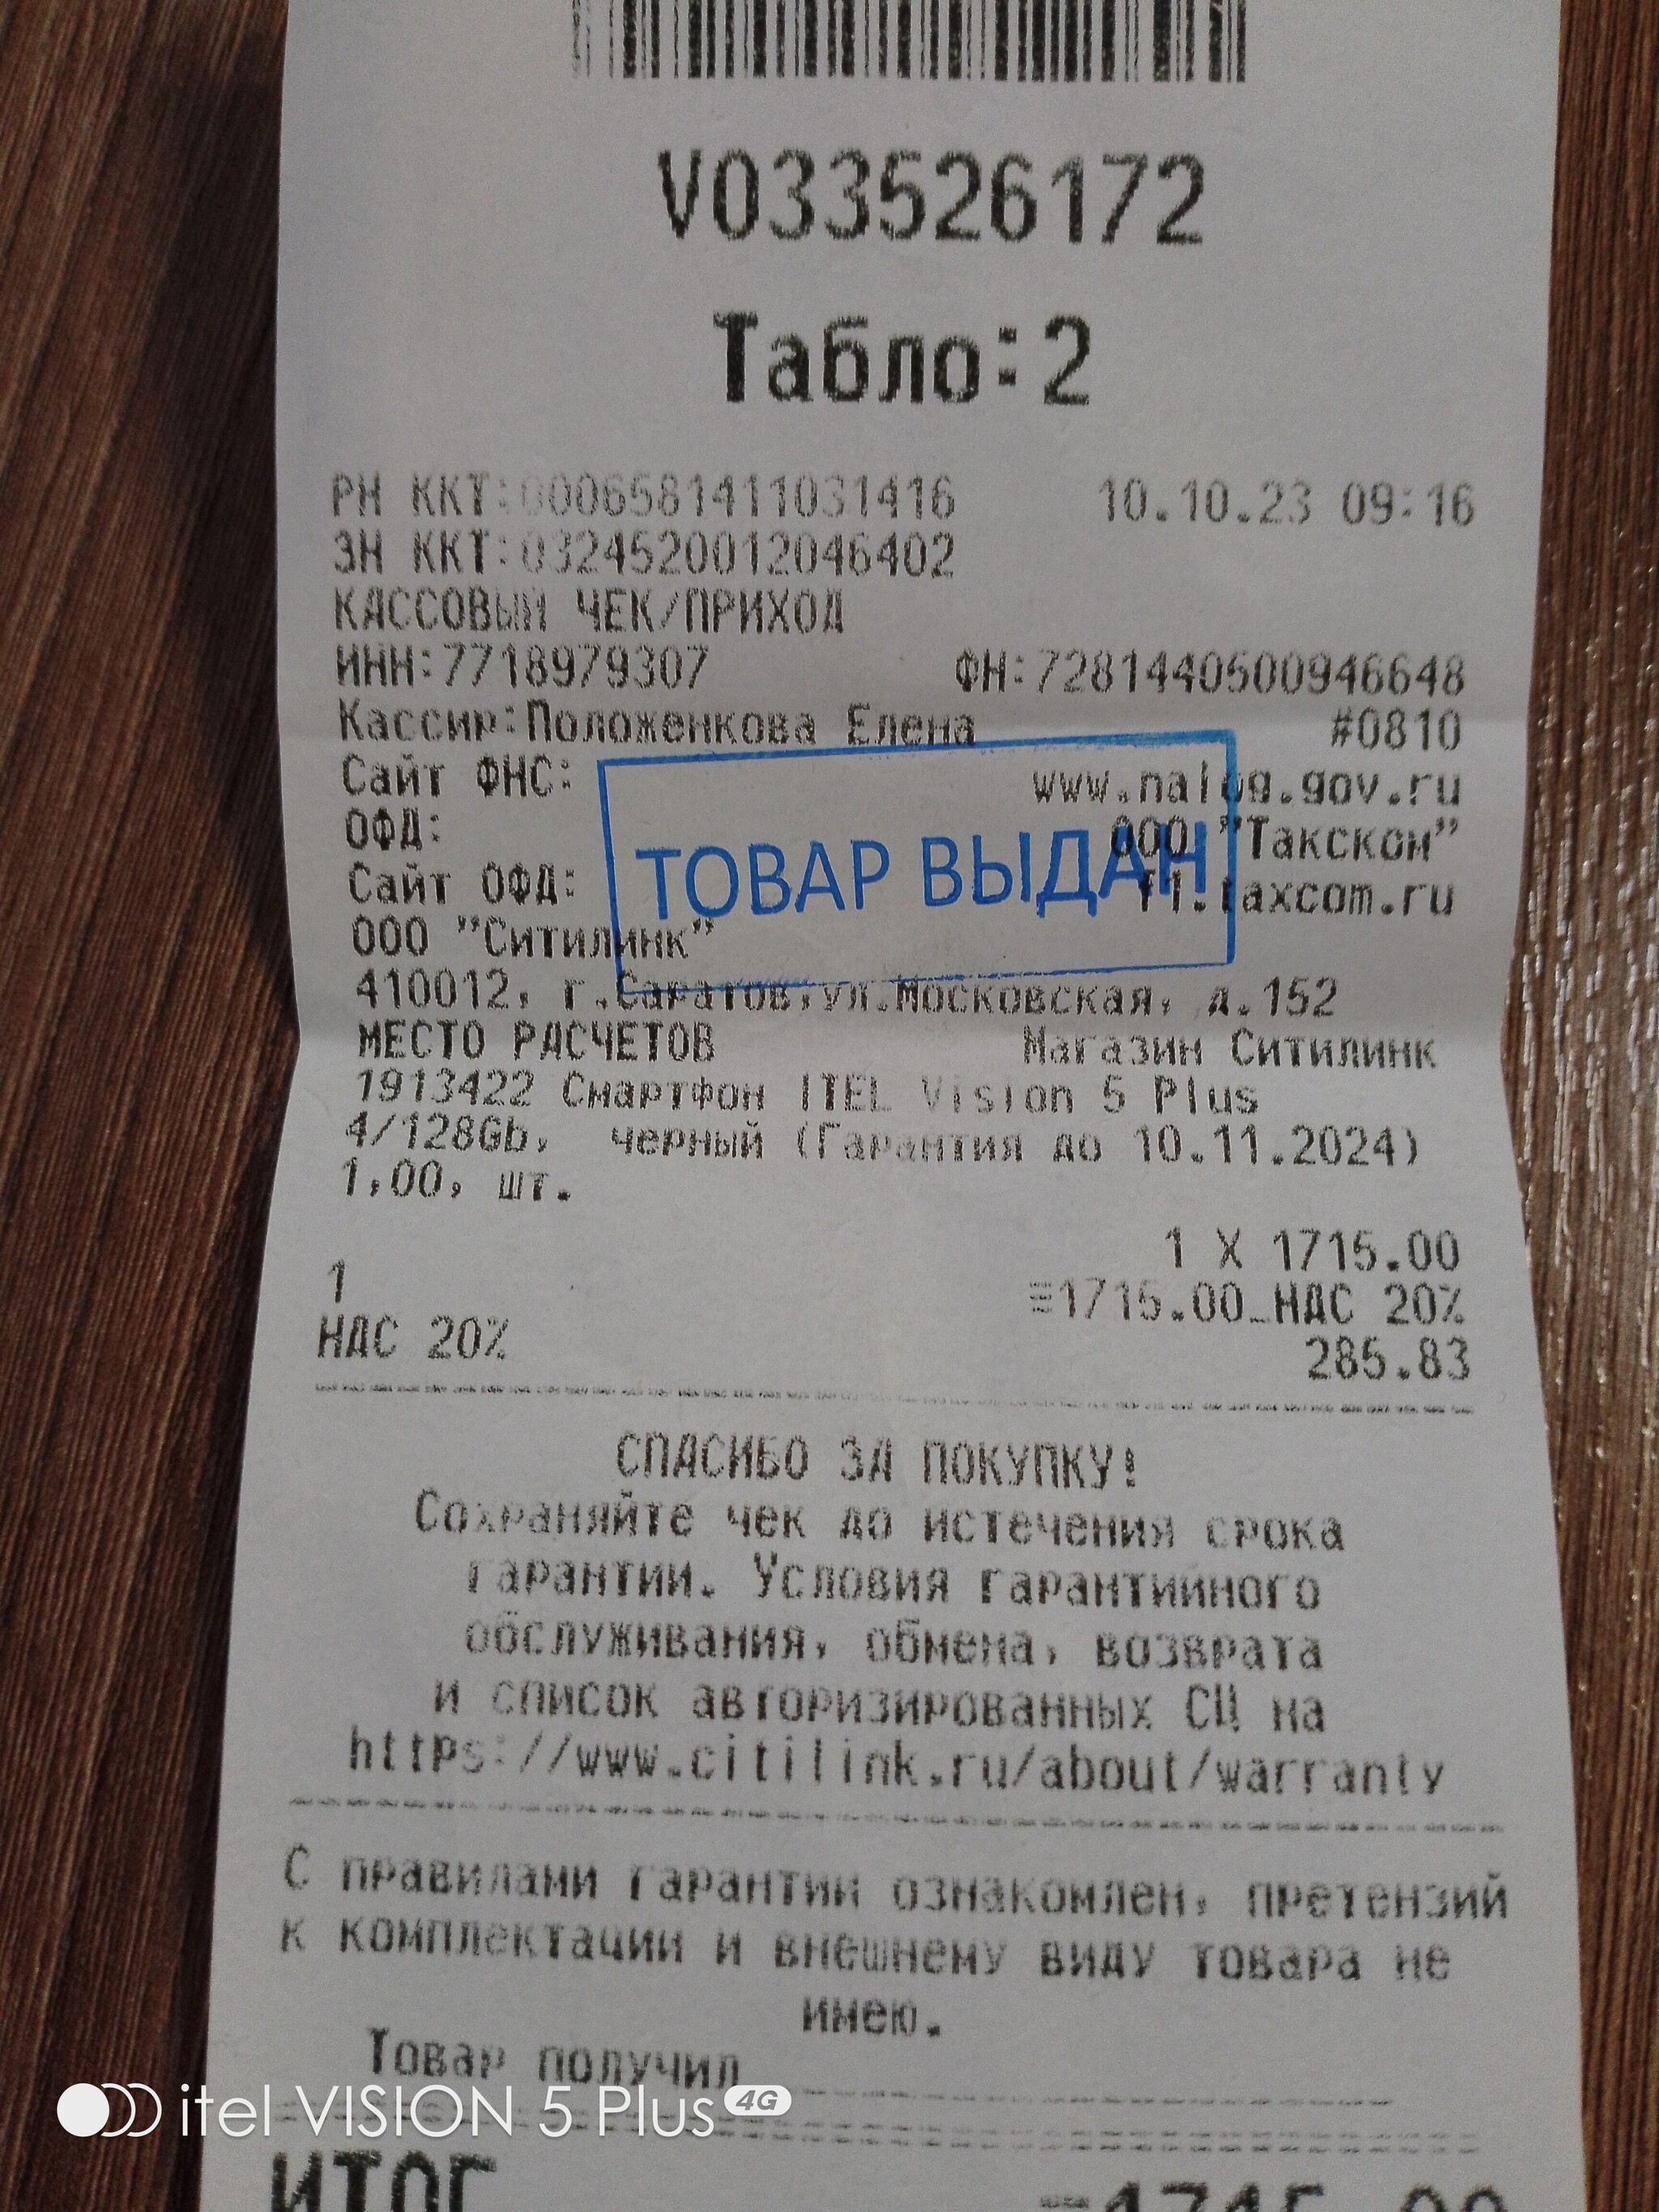 V033526172
Табло:2
РН ККТ:0006581411031416 10.10.23 09:16
ЗН ККТ:0324520012046402
КАССОВЫЙ ЧЕК/ПРИХОД
ИНН:7718979307 ФН:7281440500946648
Кассир:Положенкова Елена #0810
Сайт ФНС: www.nalog.gov.ru
ОФД: ООО "Такском"
Сайт ОФД: f1.taxcom.ru
ТОВАР ВЫДАН
ООО "Ситилинк"
410012, г.Саратов,ул.Московская, д.152
МЕСТО РАСЧЕТОВ Магазин Ситилинк
1913422 Смартфон ITEL Vision 5 Plus
4/128Gb, черный (Гарантия до 10.11.2024)
1,00, шт.
1 X 1715.00
1 ≡1715.00_НДС 20%
НДС 20% 285.83
СПАСИБО ЗА ПОКУПКУ!
Сохраняйте чек до истечения срока
гарантии. Условия гарантийного
обслуживания, обмена, возврата
и список авторизированных СЦ на
https://www.citilink.ru/about/warranty
С правилами гарантии ознакомлен, претензий
к комплектации и внешнему виду товара не
имею.
Товар получил
itel VISION 5 Plus 4G
ИТОГ =1715.00